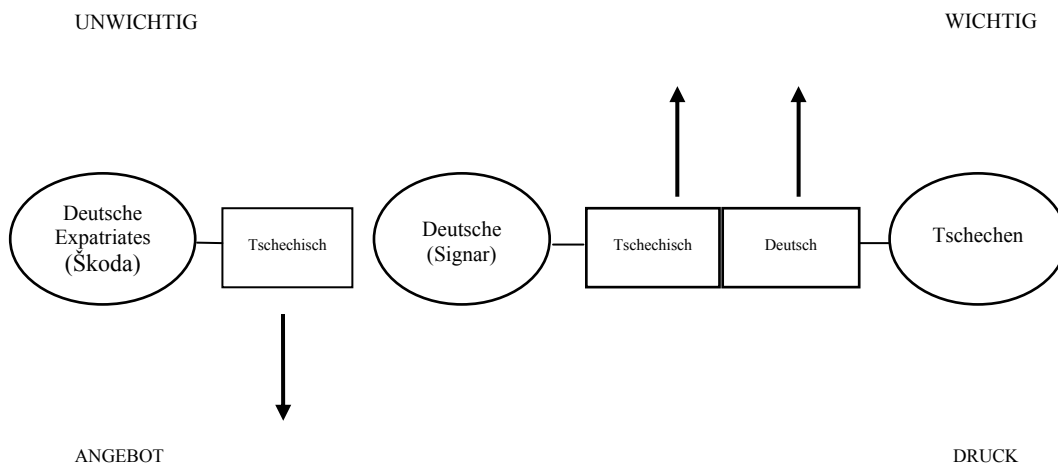 UNWICHTIG
WICHTIG
Deutsche
Expatriates
(Škoda)
Tschechisch
Deutsche
(Signar)
Tschechisch
Deutsch
Tschechen
ANGEBOT
DRUCK